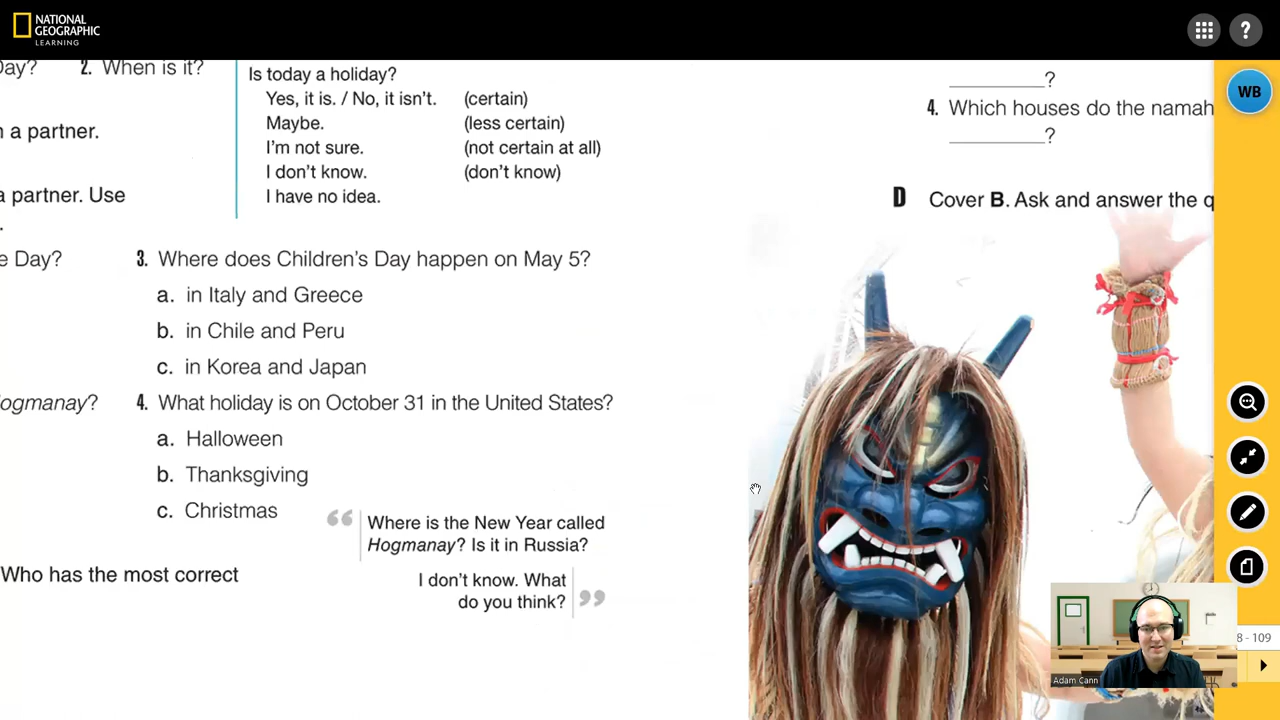 NATIONAL
GEOGRAPHIC
LEARNING
?
WB
Day? 2. When is it?
a partner.
a partner. Use
Is today a holiday?
Yes, it is. / No, it isn't. (certain)
Maybe. (less certain)
I'm not sure. (not certain at all)
I don't know. (don't know)
I have no idea.
e Day?
3. Where does Children's Day happen on May 5?
a. in Italy and Greece
b. in Chile and Peru
c. in Korea and Japan
ogmanay?
4. What holiday is on October 31 in the United States?
a. Halloween
b. Thanksgiving
c. Christmas
“ Where is the New Year called
Hogmanay? Is it in Russia?
I don't know. What
do you think? ”
Who has the most correct
________?
4. Which houses do the namah
________?
D Cover B. Ask and answer the q
8 - 109
Adam Cann